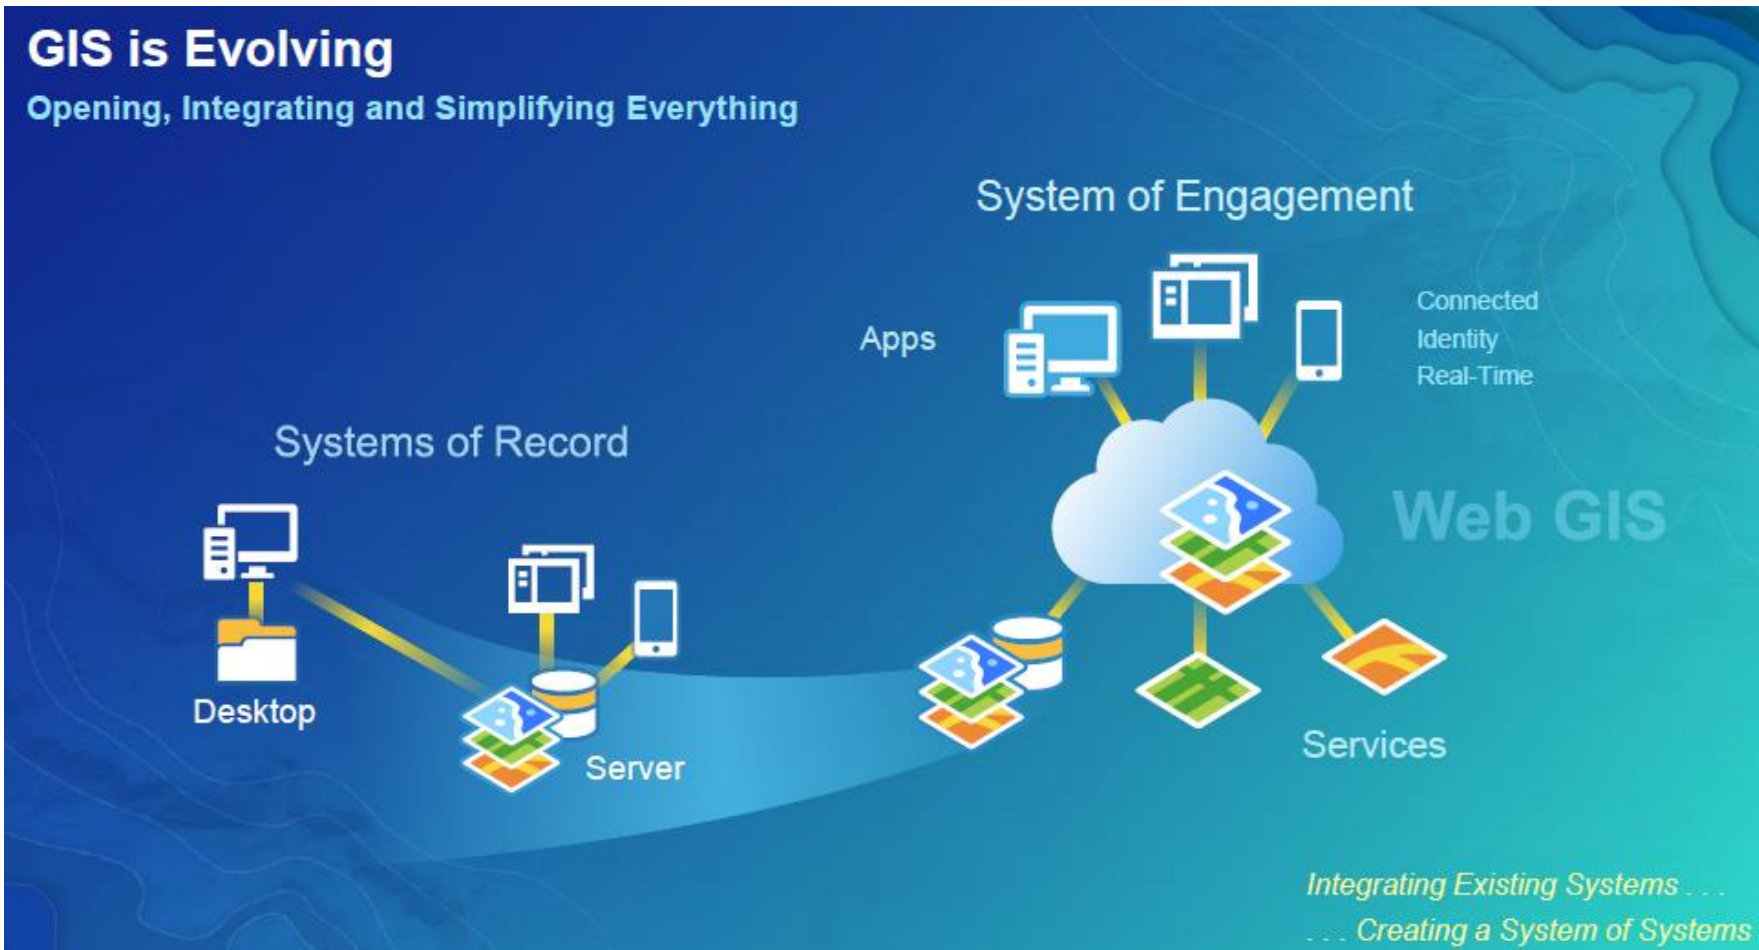 GIS is Evolving
Opening, Integrating and Simplifying Everything
System of Engagement
Apps
Connected
Identity
Real-Time
Systems of Record
Web GIS
Desktop
Server
Services
Integrating Existing Systems . . .
. . . Creating a System of Systems